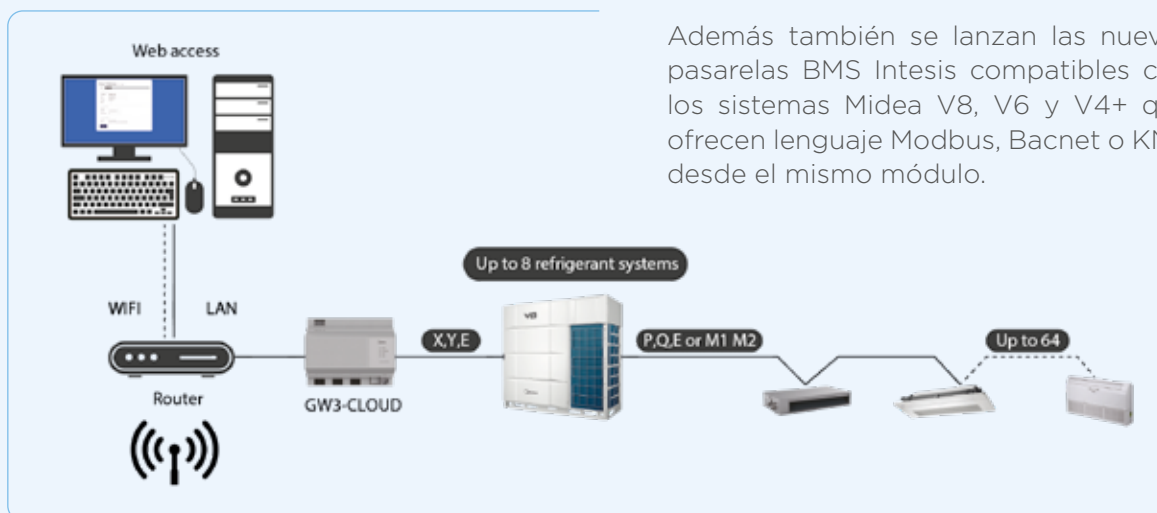 Web access
Además también se lanzan las nuev
pasarelas BMS Intesis compatibles c
los sistemas Midea V8, V6 y V4+ q
ofrecen lenguaje Modbus, Bacnet o KN
desde el mismo módulo.
Up to 8 refrigerant systems
WIFI LAN
V8
X,Y,E
P,Q,E or M1 M2
Up to 64
Router
GW3-CLOUD